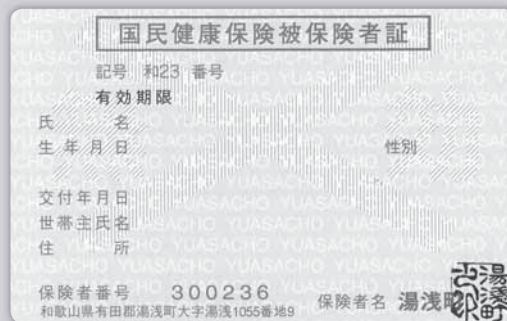 国民健康保険被保険者証
記号 和23 番号
有効期限
氏 名
生年月日 性別
交付年月日
世帯主氏名
住 所
保険者番号 300236 保険者名 湯浅町
和歌山県有田郡湯浅町大字湯浅1055番地9